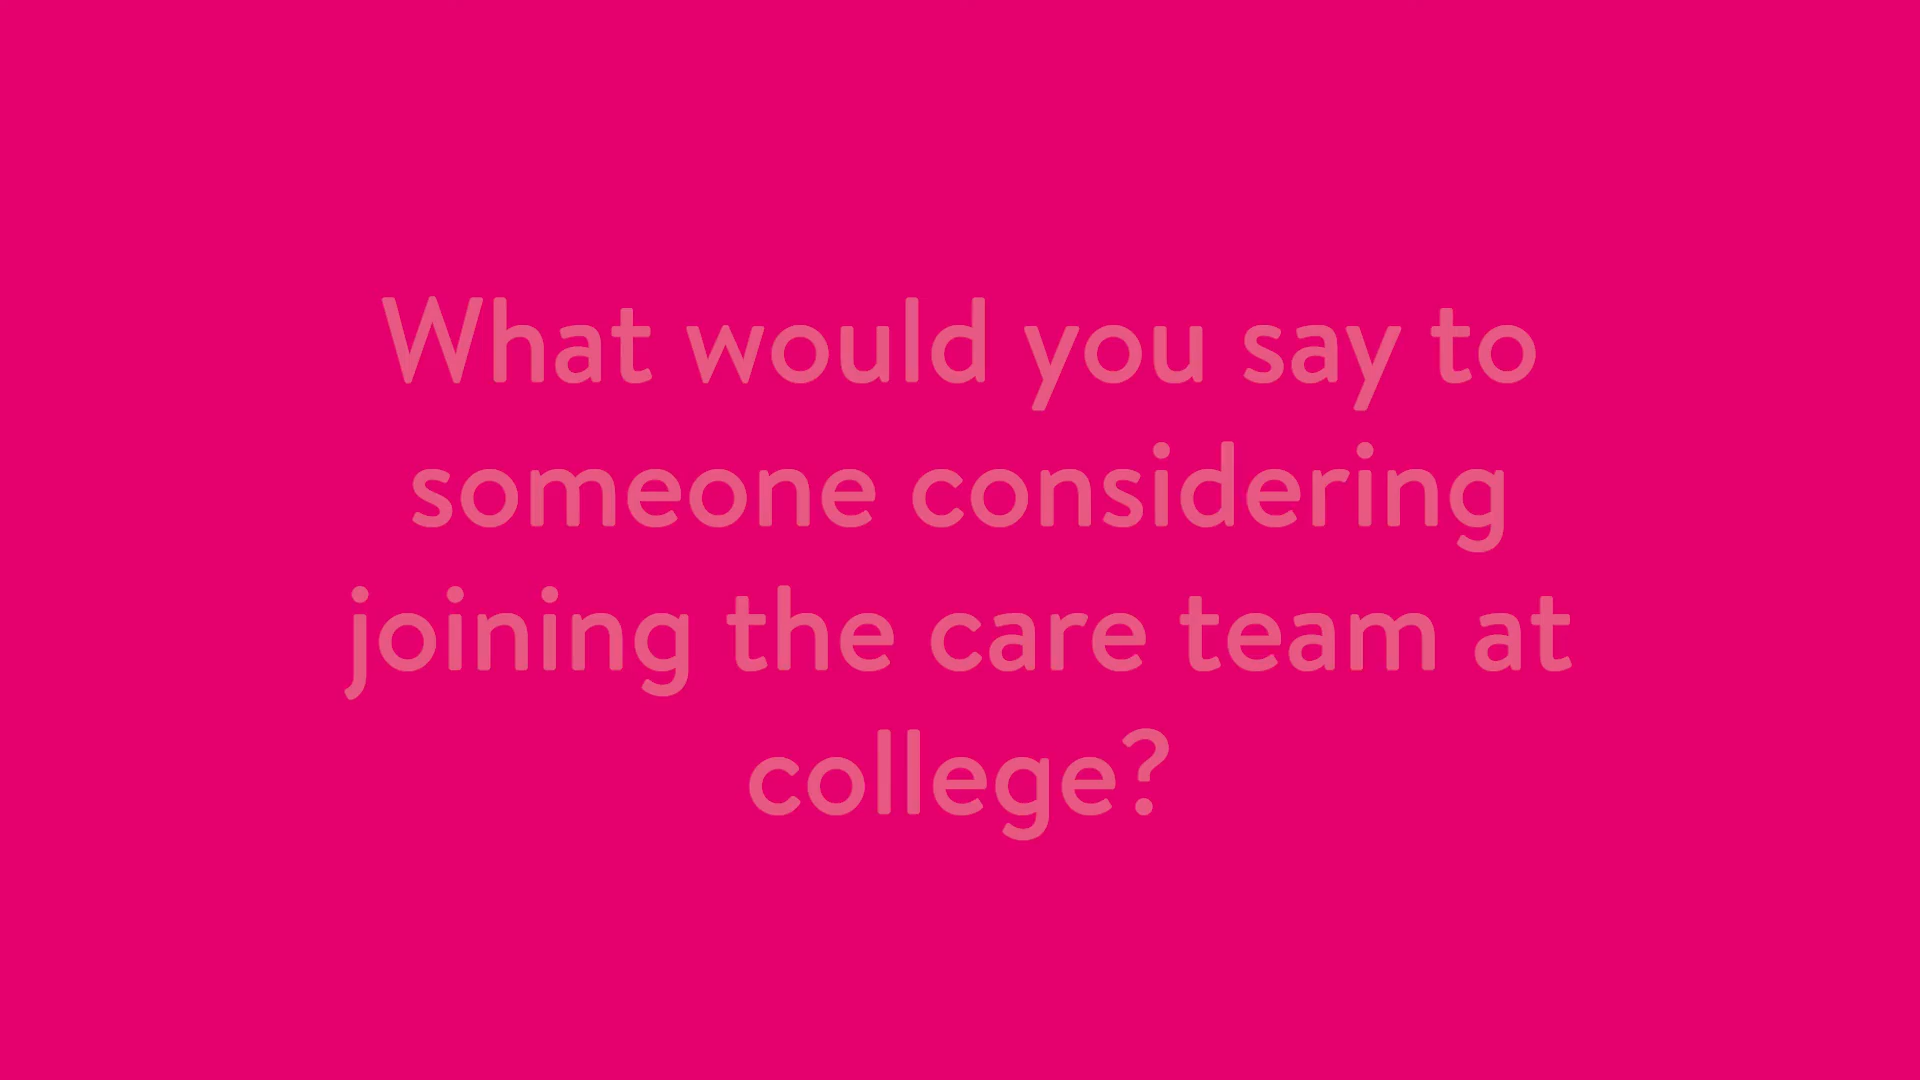 What would you say to
someone considering
joining the care team at
college?